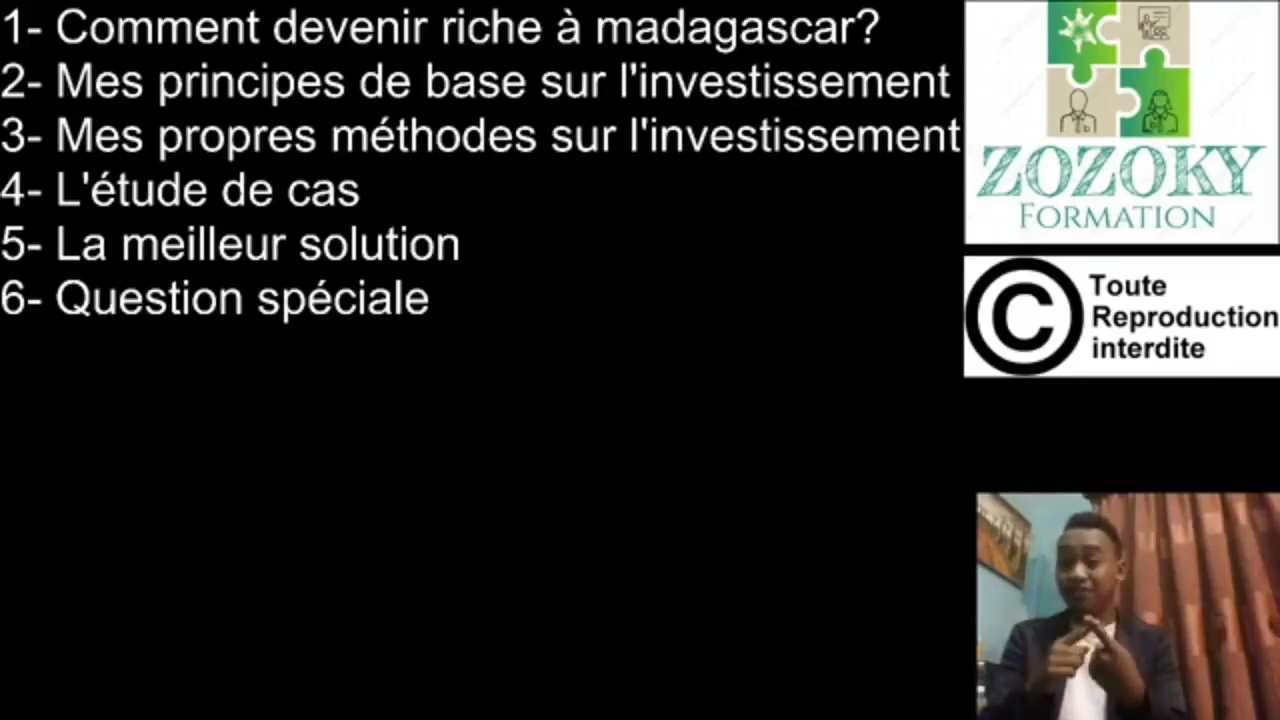 1- Comment devenir riche à madagascar?
2- Mes principes de base sur l'investissement
3- Mes propres méthodes sur l'investissement
4- L'étude de cas
5- La meilleur solution
6- Question spéciale
ZOZOKY
FORMATION
©
Toute
Reproduction
interdite